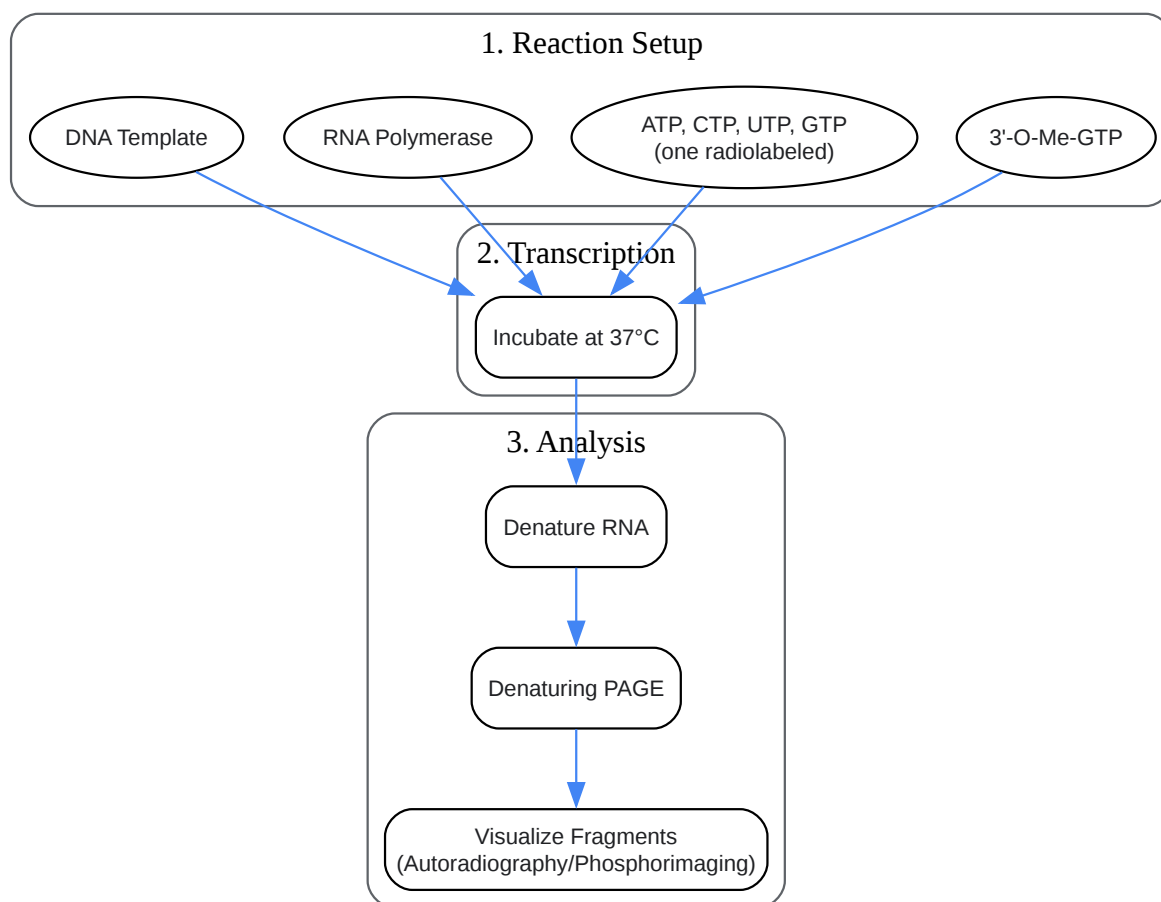 1. Reaction Setup
DNA Template
RNA Polymerase
ATP, CTP, UTP, GTP
(one radiolabeled)
3'-O-Me-GTP
2. Transcription
Incubate at 37°C
3. Analysis
Denature RNA
Denaturing PAGE
Visualize Fragments
(Autoradiography/Phosphorimaging)